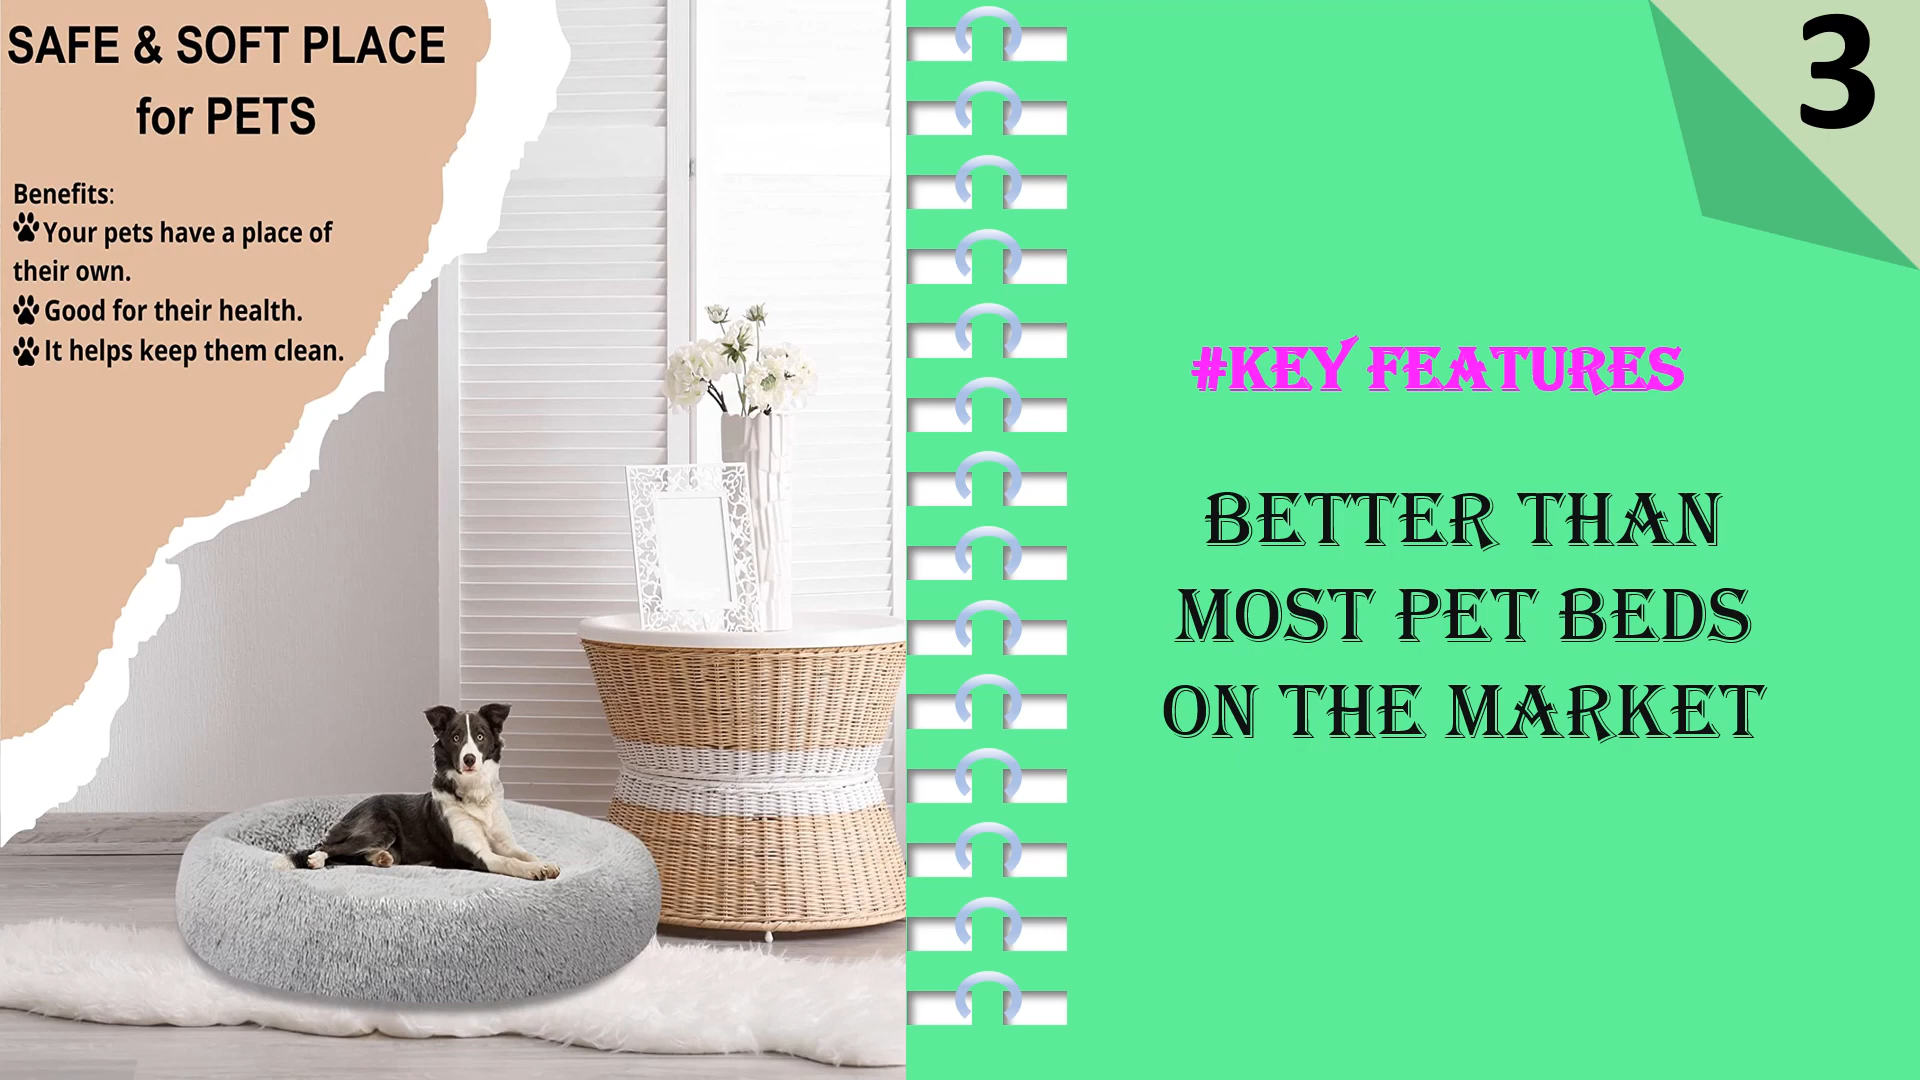 SAFE & SOFT PLACE
for PETS
Benefits:
Your pets have a place of
their own.
Good for their health.
It helps keep them clean.
3
#KEY FEATURES
BETTER THAN
MOST PET BEDS
ON THE MARKET